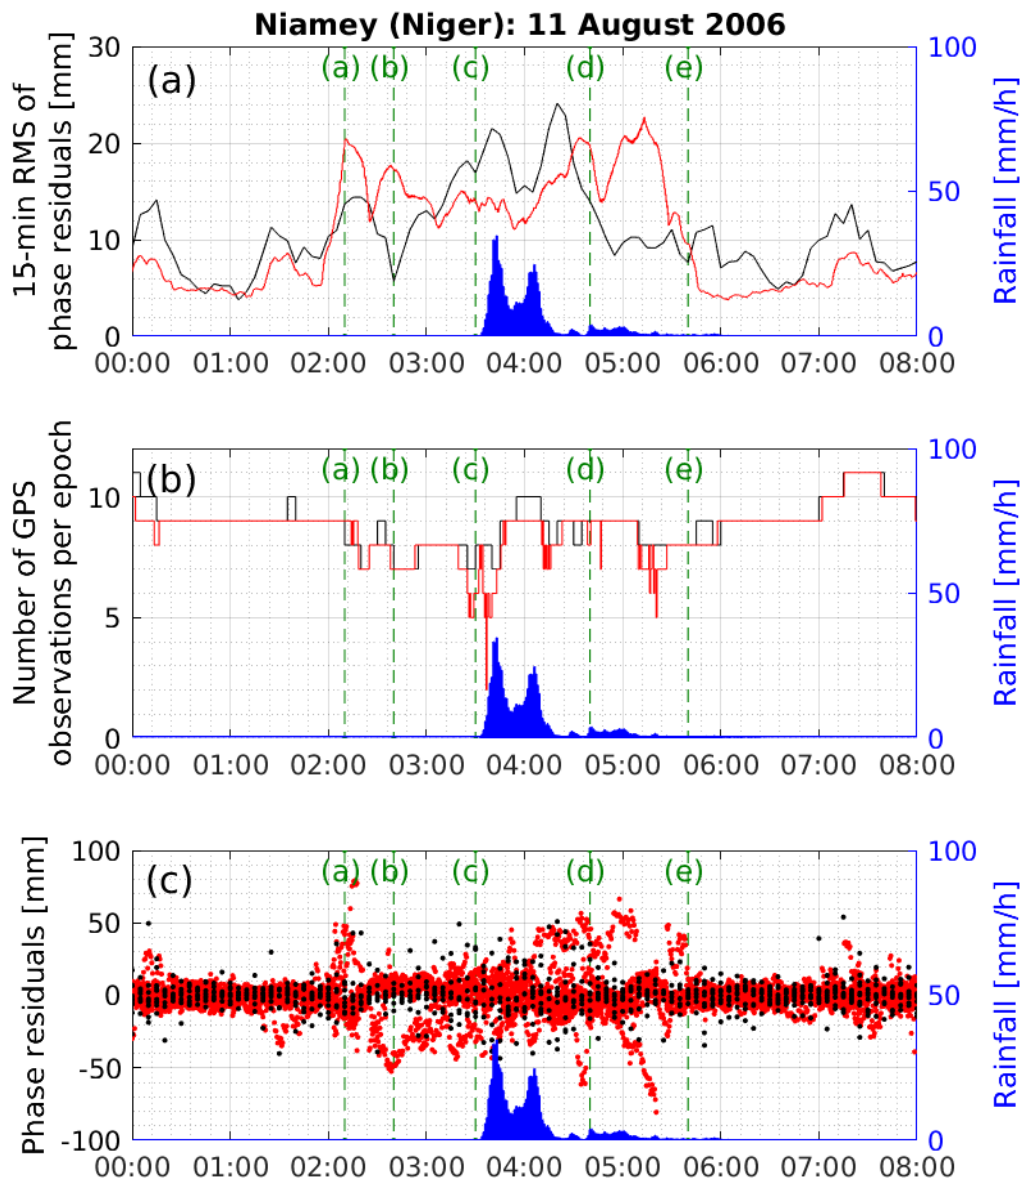 Niamey (Niger): 11 August 2006
15-min RMS of
phase residuals [mm]
30
20
10
0
(a)
(a) (b) (c) (d) (e)
100
50
0
Rainfall [mm/h]
00:00 01:00 02:00 03:00 04:00 05:00 06:00 07:00 08:00
Number of GPS
observations per epoch
10
5
0
(b)
(a) (b) (c) (d) (e)
100
50
0
Rainfall [mm/h]
00:00 01:00 02:00 03:00 04:00 05:00 06:00 07:00 08:00
Phase residuals [mm]
100
50
0
-50
-100
(c)
(a) (b) (c) (d) (e)
100
50
0
Rainfall [mm/h]
00:00 01:00 02:00 03:00 04:00 05:00 06:00 07:00 08:00